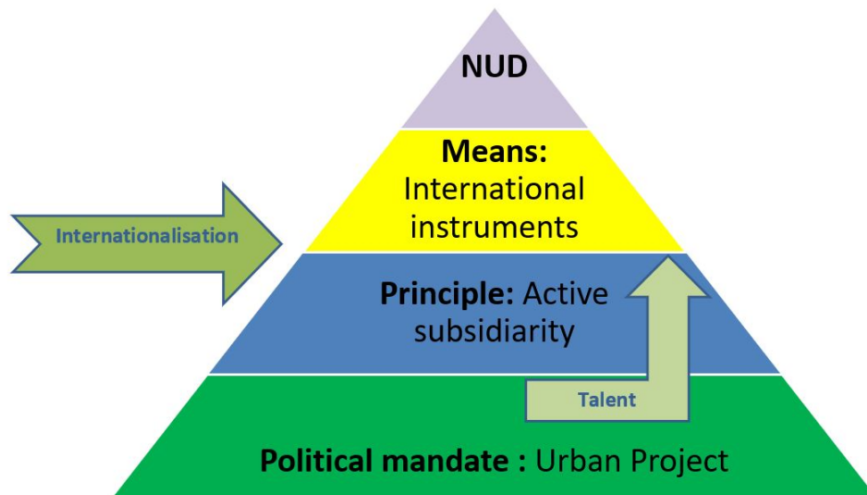 NUD
Means:
International
instruments
Internationalisation
Principle: Active
subsidiarity
Talent
Political mandate : Urban Project